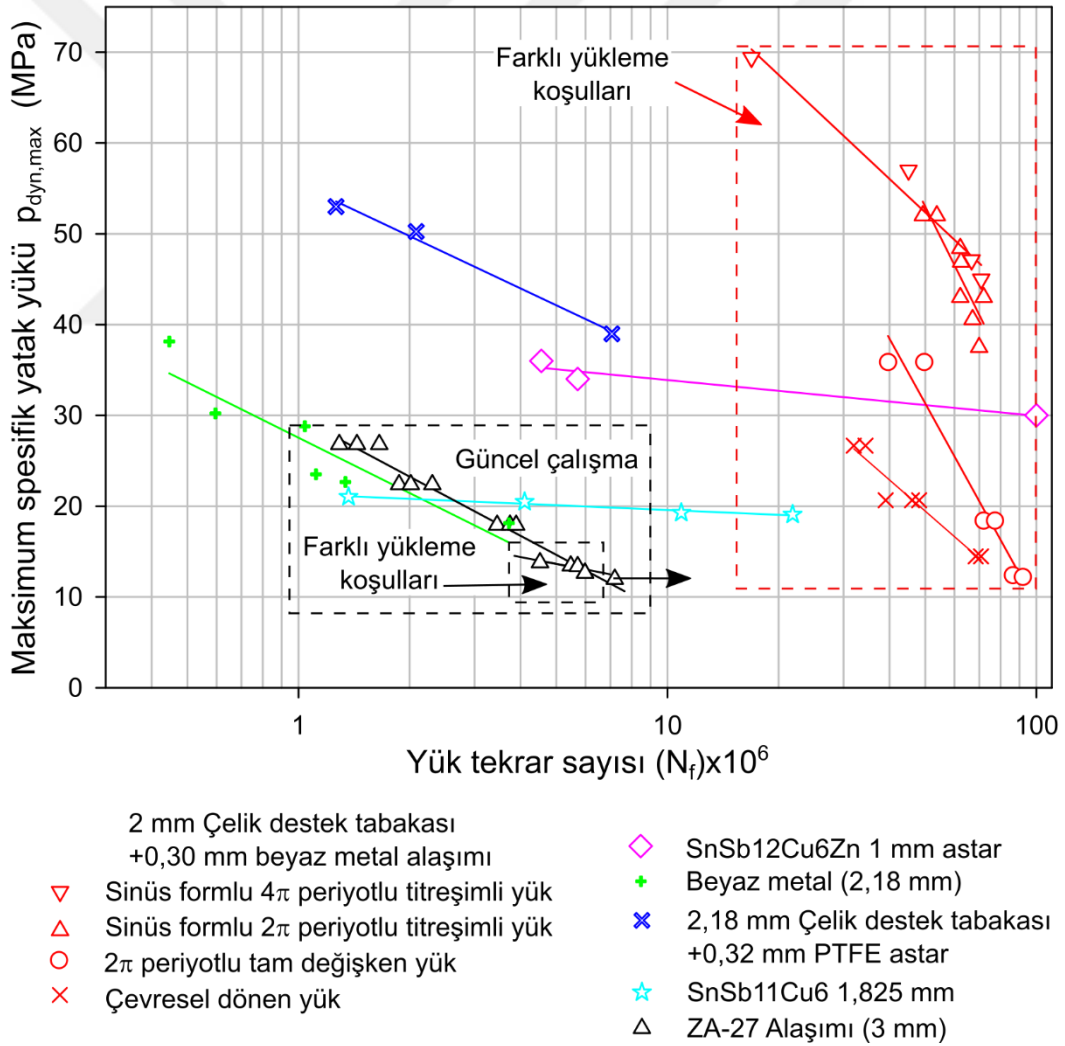 Maksimum spesifik yatak yükü p_dyn,max (MPa)
70
60
50
40
30
20
10
0
Farklı yükleme
koşulları
Güncel çalışma
Farklı yükleme
koşulları
1
10
100
Yük tekrar sayısı (N_f)x10^6
2 mm Çelik destek tabakası
+0,30 mm beyaz metal alaşımı
Sinüs formlu 4π periyotlu titreşimli yük
Sinüs formlu 2π periyotlu titreşimli yük
2π periyotlu tam değişken yük
Çevresel dönen yük
SnSb12Cu6Zn 1 mm astar
Beyaz metal (2,18 mm)
2,18 mm Çelik destek tabakası
+0,32 mm PTFE astar
SnSb11Cu6 1,825 mm
ZA-27 Alaşımı (3 mm)